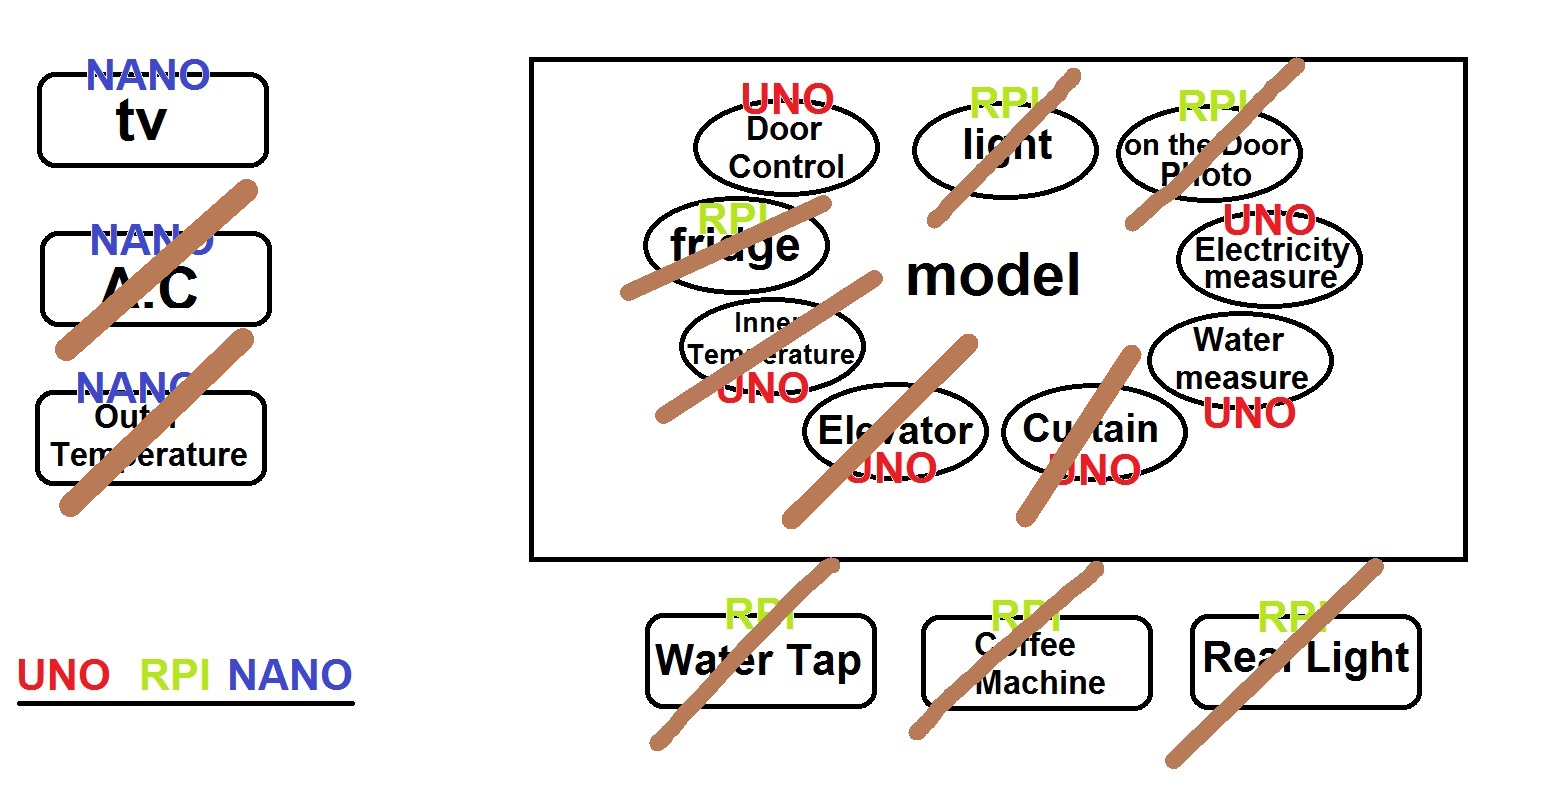 NANO
tv
NANO
A.C
NANO
Outer
Temperature
UNO RPI NANO
UNO
Door
Control
RPI
light
RPI
on the Door
Photo
RPI
fridge
UNO
Electricity
measure
model
Inner
Temperature
UNO
Water
measure
UNO
Elevator
UNO
Curtain
UNO
RPI
Water Tap
RPI
Coffee
Machine
RPI
Real Light